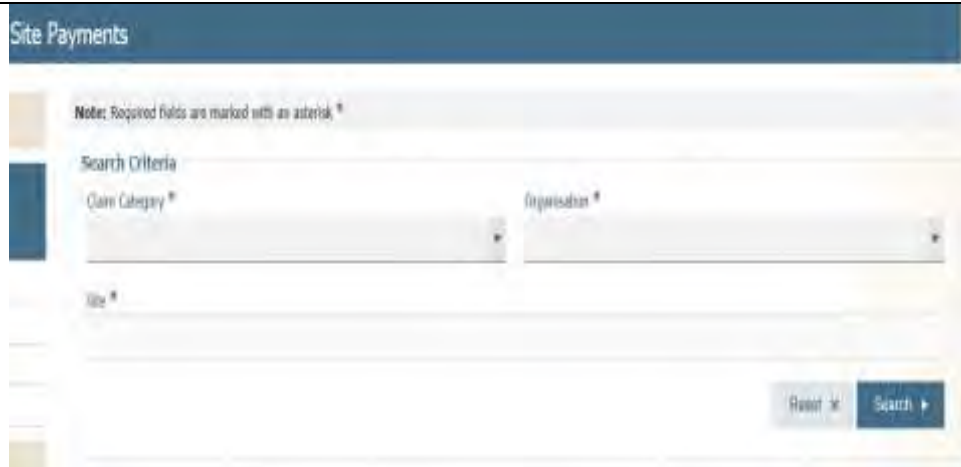 Site Payments
Note: Required fields are marked with an asterisk *
Search Criteria
Claim Category * Organisation *
Site *
Reset × Search